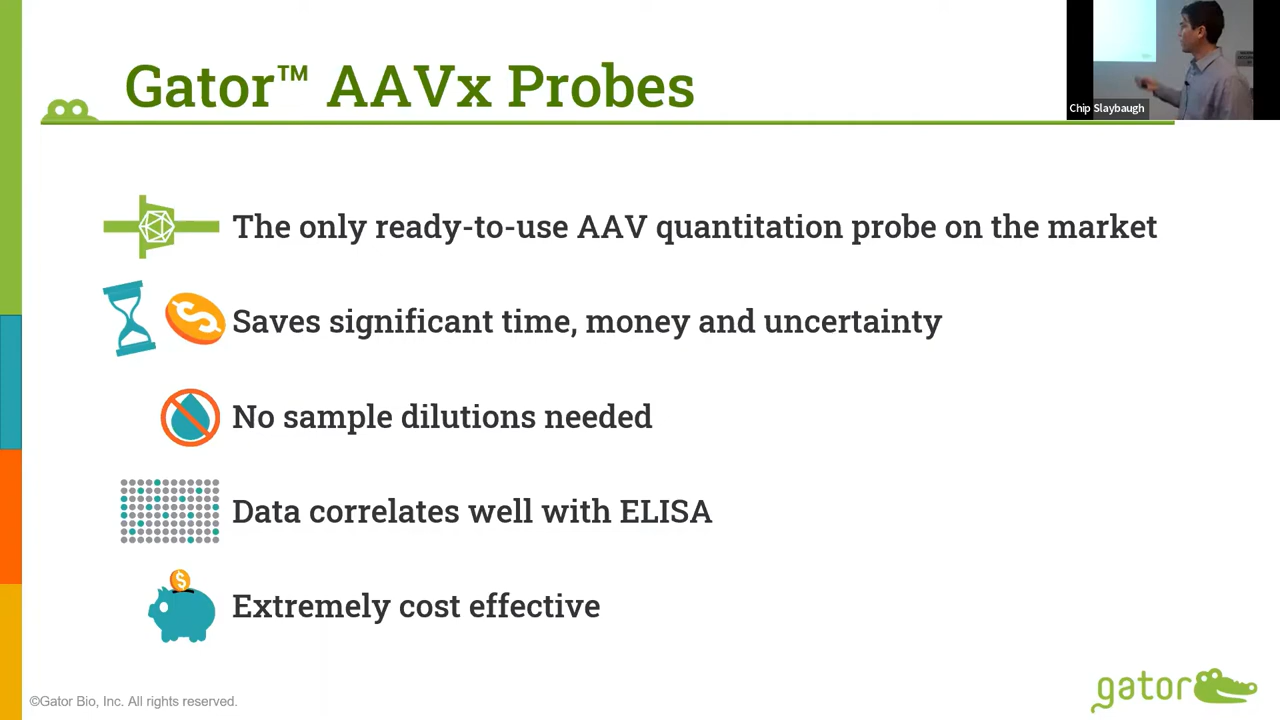 Gator™ AAVx Probes
Chip Slaybaugh
The only ready-to-use AAV quantitation probe on the market
Saves significant time, money and uncertainty
No sample dilutions needed
Data correlates well with ELISA
Extremely cost effective
©Gator Bio, Inc. All rights reserved.
gator